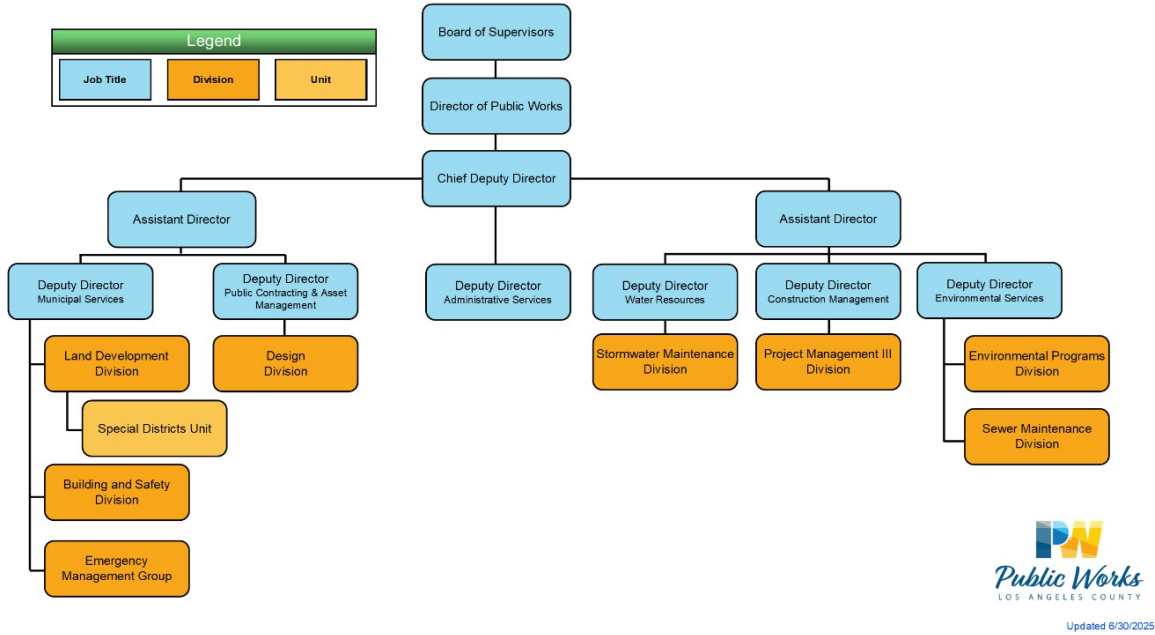 Legend
Job Title
Division
Unit
Board of Supervisors
Director of Public Works
Chief Deputy Director
Assistant Director
Assistant Director
Deputy Director
Municipal Services
Deputy Director
Public Contracting & Asset
Management
Deputy Director
Administrative Services
Deputy Director
Water Resources
Deputy Director
Construction Management
Deputy Director
Environmental Services
Land Development
Division
Special Districts Unit
Building and Safety
Division
Emergency
Management Group
Design
Division
Stormwater Maintenance
Division
Project Management III
Division
Environmental Programs
Division
Sewer Maintenance
Division
PW
Public Works
LOS ANGELES COUNTY
Updated 6/30/2025